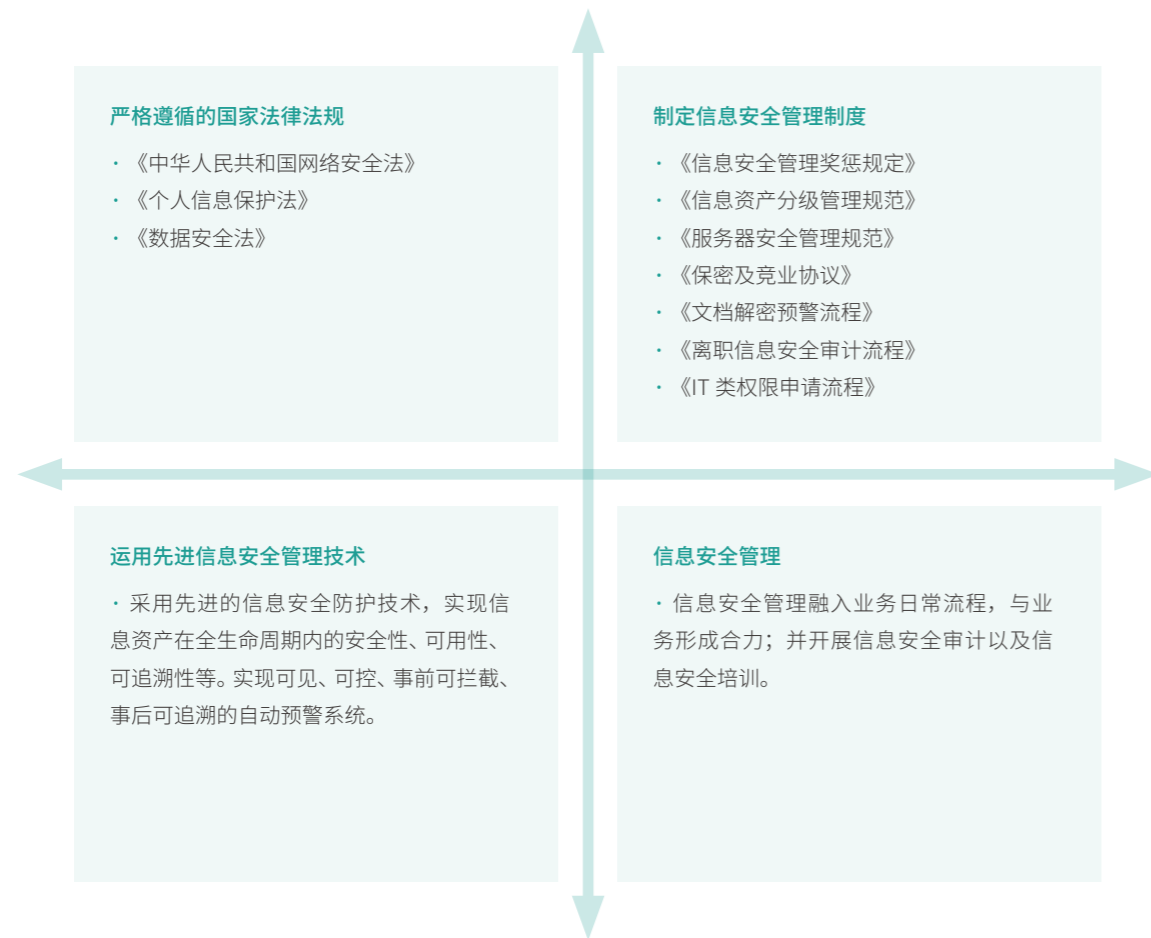 严格遵循的国家法律法规
· 《中华人民共和国网络安全法》
· 《个人信息保护法》
· 《数据安全法》
制定信息安全管理制度
· 《信息安全管理奖惩规定》
· 《信息资产分级管理规范》
· 《服务器安全管理规范》
· 《保密及竞业协议》
· 《文档解密预警流程》
· 《离职信息安全审计流程》
· 《IT 类权限申请流程》
运用先进信息安全管理技术
· 采用先进的信息安全防护技术，实现信
息资产在全生命周期内的安全性、可用性、
可追溯性等。实现可见、可控、事前可拦截、
事后可追溯的自动预警系统。
信息安全管理
· 信息安全管理融入业务日常流程，与业
务形成合力；并开展信息安全审计以及信
息安全培训。